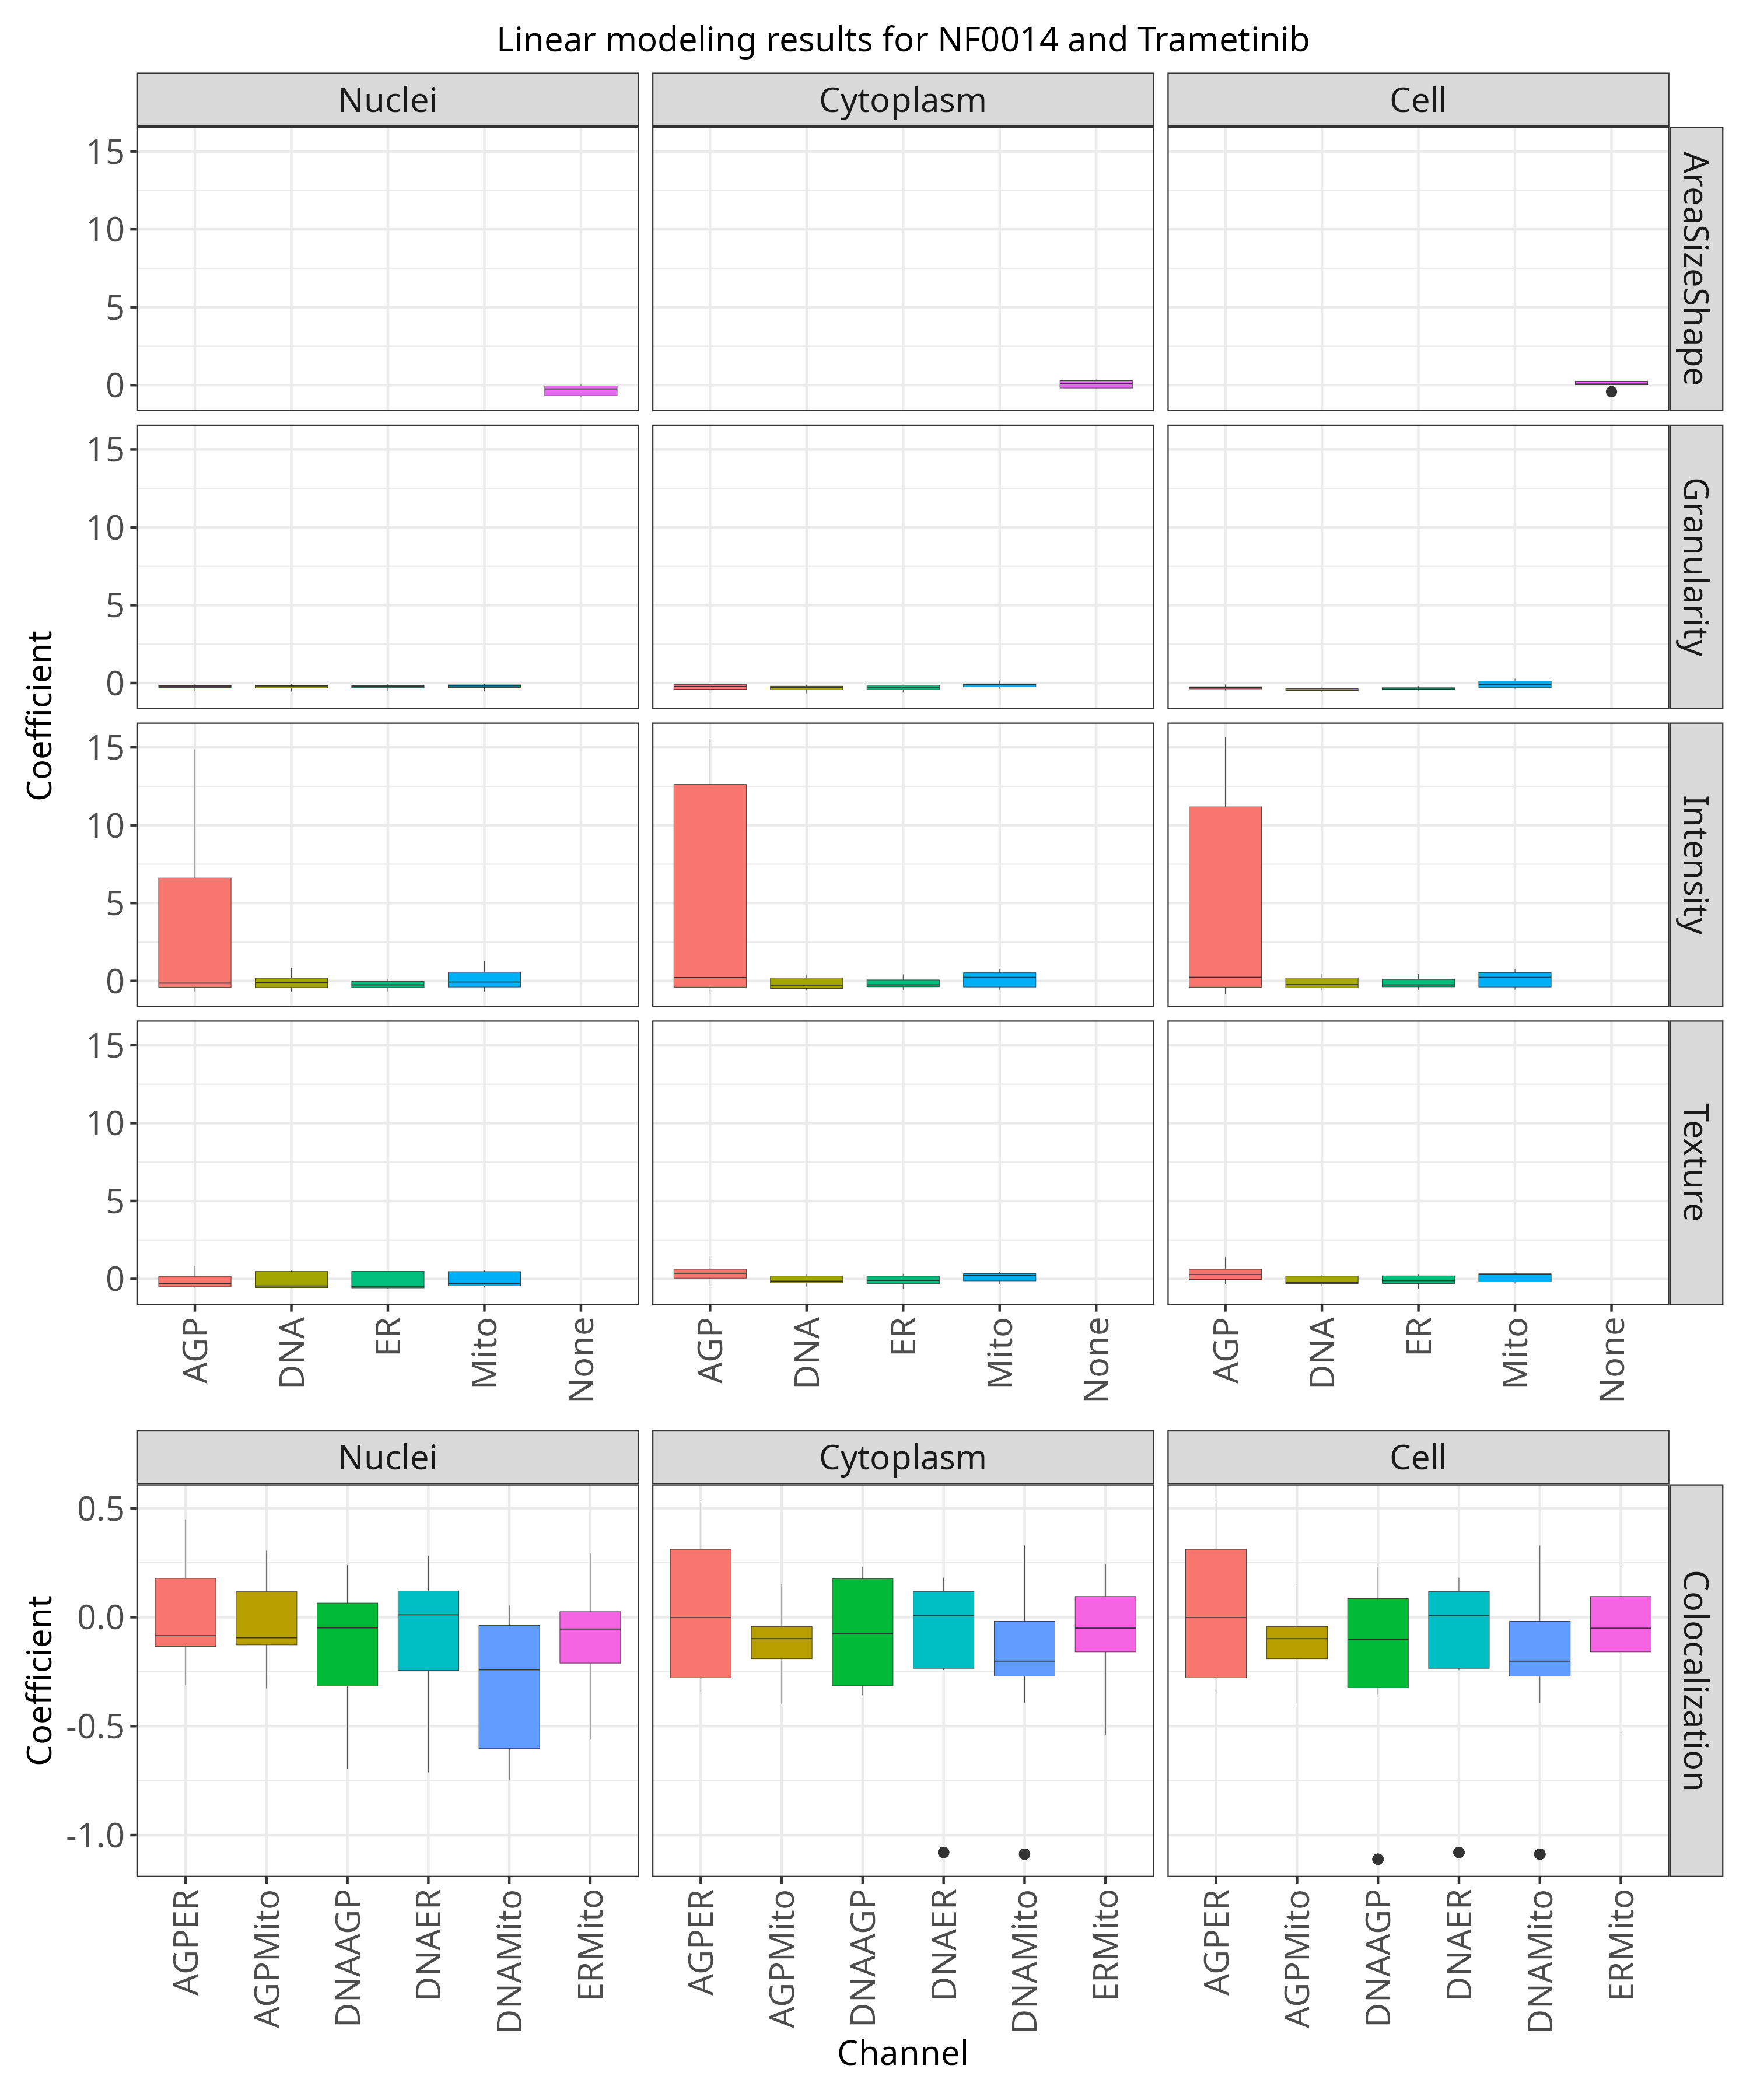 Linear modeling results for NF0014 and Trametinib
Nuclei
Cytoplasm
Cell
15
10
5
0
AreaSizeShape
15
10
5
0
Granularity
Coefficient
15
10
5
0
Intensity
15
10
5
0
Texture
AGP
DNA
ER
Mito
None
AGP
DNA
ER
Mito
None
AGP
DNA
ER
Mito
None
Nuclei
Cytoplasm
Cell
0.5
0.0
-0.5
-1.0
Coefficient
Colocalization
AGPER
AGPMito
DNAAGP
DNAER
DNAMito
ERMito
AGPER
AGPMito
DNAAGP
DNAER
DNAMito
ERMito
AGPER
AGPMito
DNAAGP
DNAER
DNAMito
ERMito
Channel